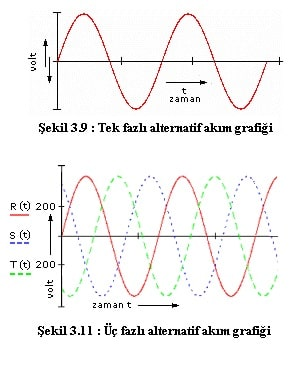 volt
t
zaman
Şekil 3.9 : Tek fazlı alternatif akım grafiği
R (t) 200
S (t)
T (t) 200
volt
zaman t
Şekil 3.11 : Üç fazlı alternatif akım grafiği